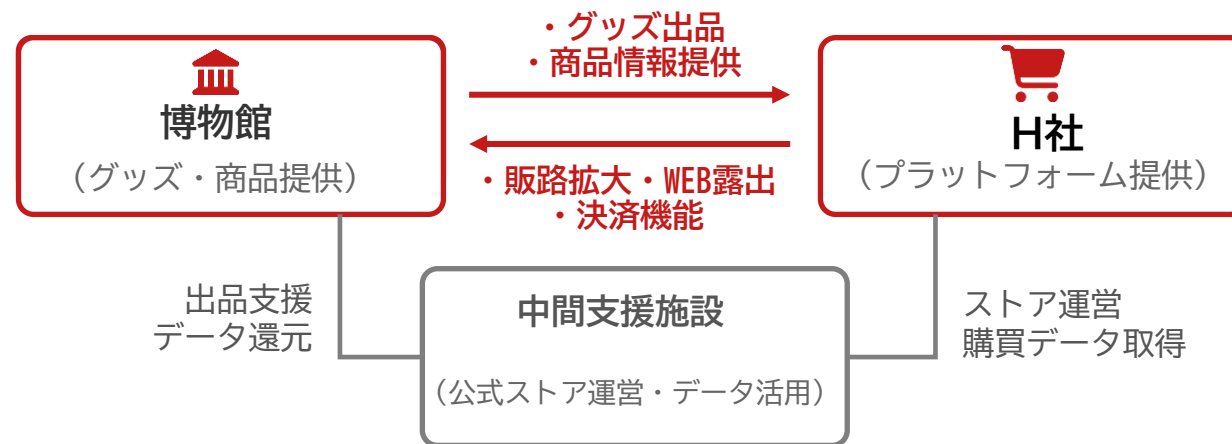 ・グッズ出品
・商品情報提供
博物館
（グッズ・商品提供）
H社
（プラットフォーム提供）
・販路拡大・WEB露出
・決済機能
出品支援
データ還元
中間支援施設
（公式ストア運営・データ活用）
ストア運営
購買データ取得